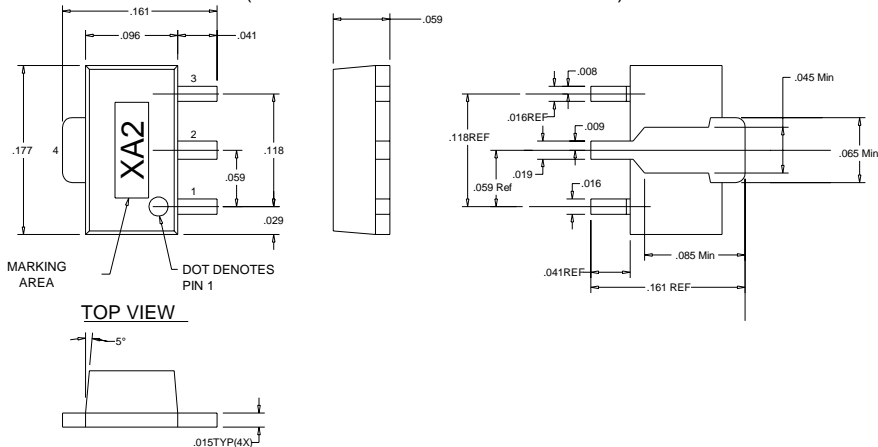 .161
.096
.041
.059
3
2
1
4
XA2
.177
.118
.059
.029
MARKING
AREA
DOT DENOTES
PIN 1
TOP VIEW
5°
.015TYP(4X)
.008
.016REF
.118REF
.009
.019
.059 Ref
.016
.041REF
.045 Min
.065 Min
.085 Min
.161 REF